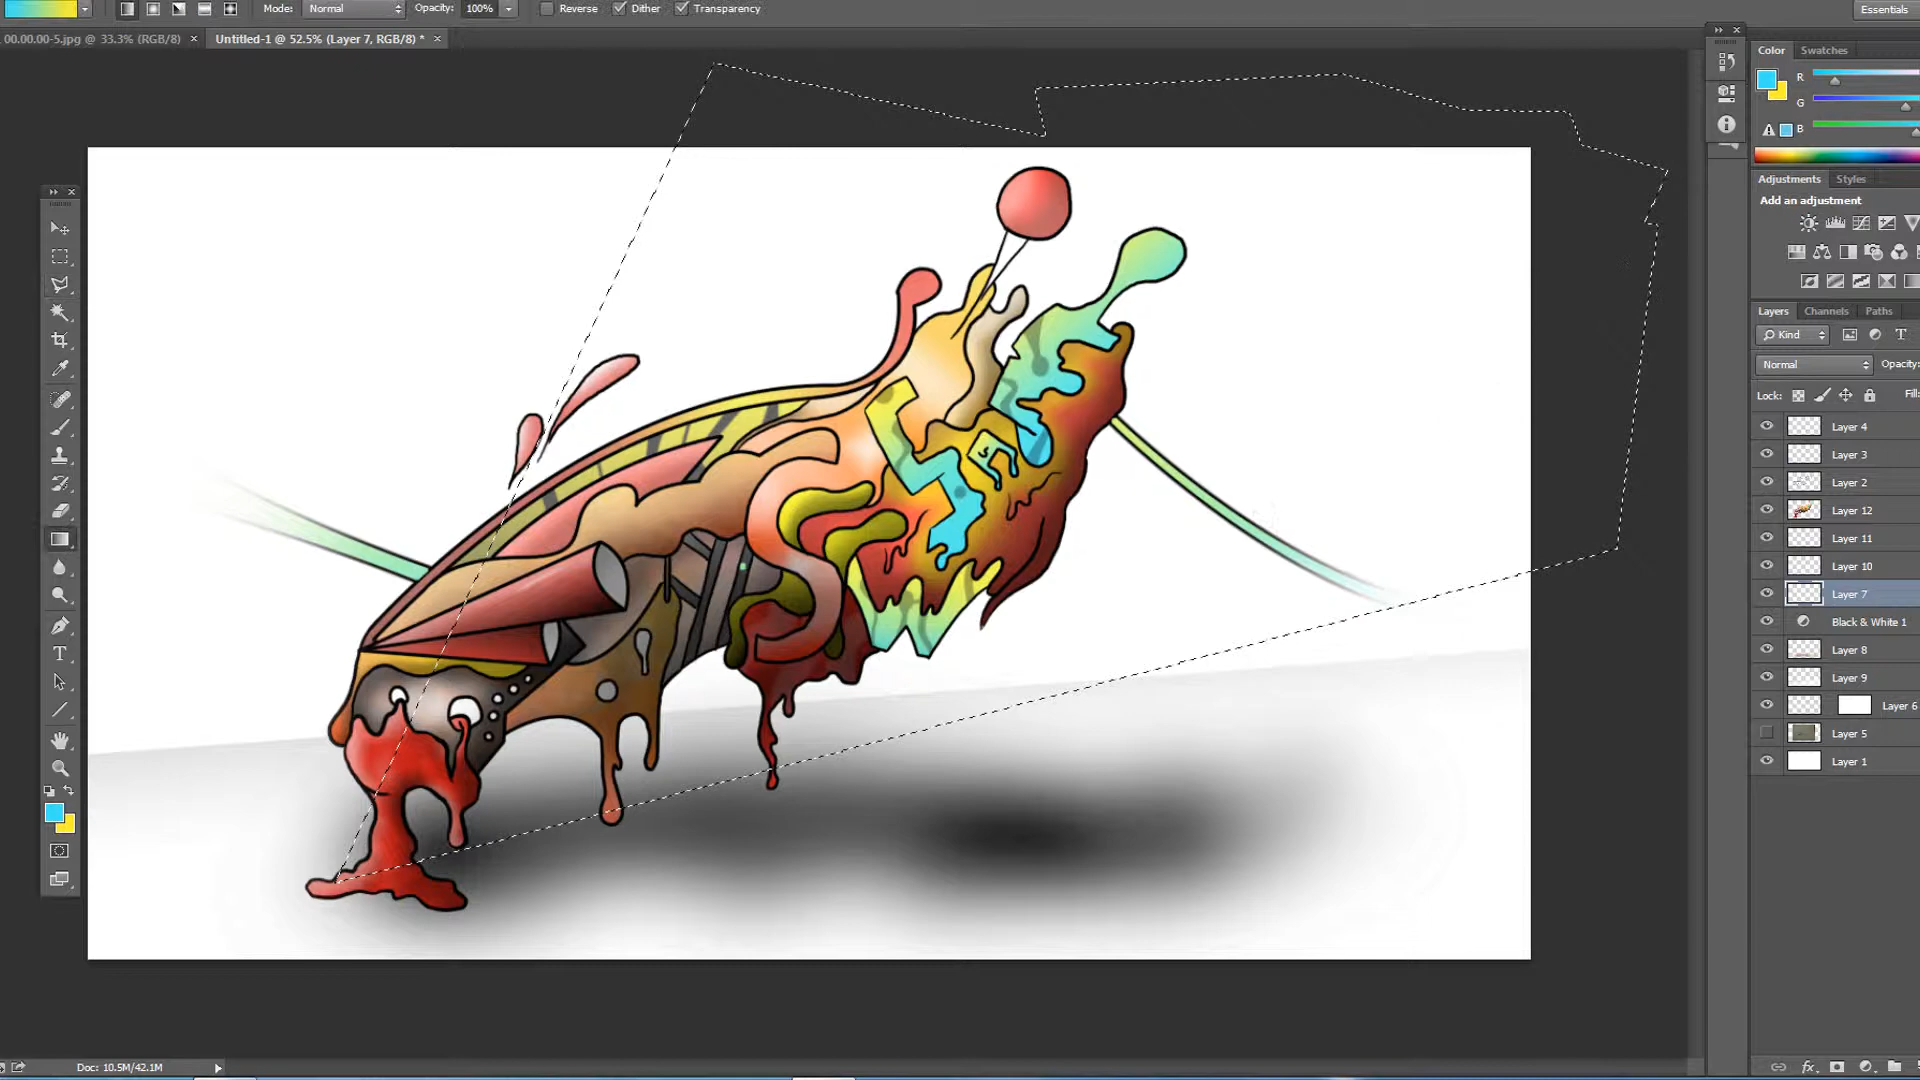 Mode: Normal Opacity: 100% Reverse Dither Transparency Essentials
00.00.00-5.jpg @ 33.3% (RGB/8) × Untitled-1 @ 52.5% (Layer 7, RGB/8) * ×
Color Swatches
R
G
B
Adjustments Styles
Add an adjustment
Layers Channels Paths
Kind
Normal Opacity:
Lock: Fill:
Layer 4
Layer 3
Layer 2
Layer 12
Layer 11
Layer 10
Layer 7
Black & White 1
Layer 8
Layer 9
Layer 6
Layer 5
Layer 1
Doc: 10.5M/42.1M